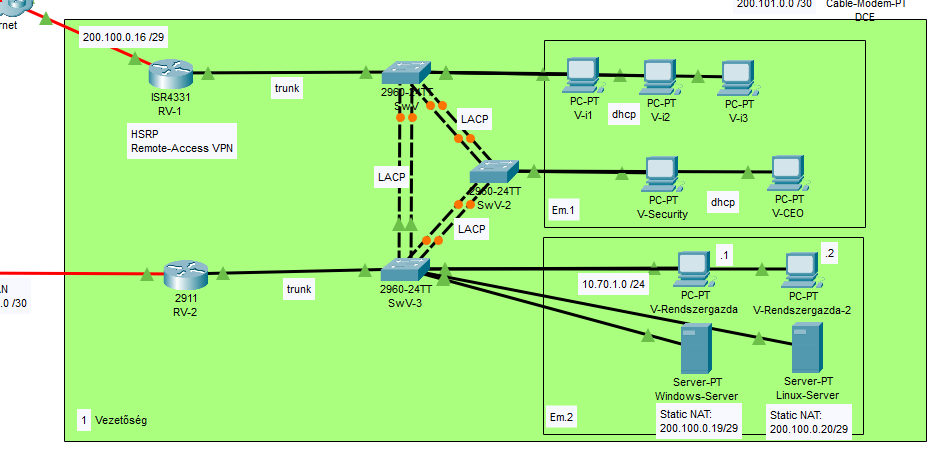 200.101.0.0 /30
Cable-Modem-PT
DCE
rnet
200.100.0.16 /29
ISR4331
RV-1
trunk
HSRP
Remote-Access VPN
2960-24TT
SwV
LACP
LACP
2960-24TT
SwV-2
LACP
PC-PT
V-i1
dhcp
PC-PT
V-i2
PC-PT
V-i3
PC-PT
V-Security
dhcp
PC-PT
V-CEO
Em.1
AN
.0 /30
2911
RV-2
trunk
2960-24TT
SwV-3
10.70.1.0 /24
.1
PC-PT
V-Rendszergazda
.2
PC-PT
V-Rendszergazda-2
Server-PT
Windows-Server
Server-PT
Linux-Server
Em.2
Static NAT:
200.100.0.19/29
Static NAT:
200.100.0.20/29
1 Vezetőség